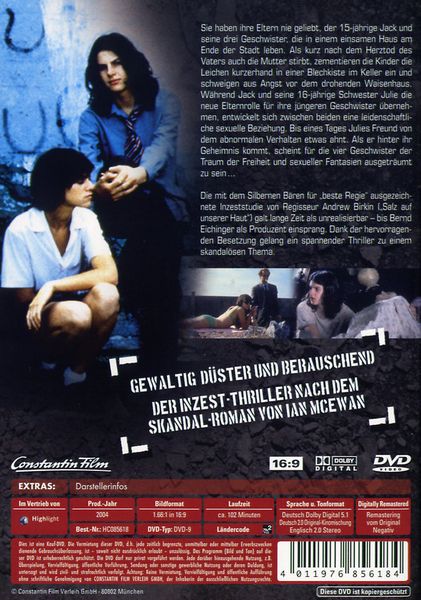 Sie haben ihre Eltern nie geliebt, der 15-jährige Jack und
seine drei Geschwister, die in einem einsamen Haus am
Ende der Stadt leben. Als kurz nach dem Herztod des
Vaters auch die Mutter stirbt, zementieren die Kinder die
Leichen kurzerhand in einer Blechkiste im Keller ein und
schweigen aus Angst vor dem drohenden Waisenhaus.
Während Jack und seine 16-jährige Schwester Julie die
neue Elternrolle für ihre jüngeren Geschwister überneh-
men, entwickelt sich zwischen beiden eine leidenschaftli-
che sexuelle Beziehung. Bis eines Tages Julies Freund von
dem abnormalen Verhalten etwas ahnt. Als er hinter ihr
Geheimnis kommt, scheint für die vier Geschwister der
Traum der Freiheit und sexueller Fantasien ausgeträumt
zu sein ...
Die mit dem Silbernen Bären für „beste Regie" ausgezeich-
nete Inzeststudie von Regisseur Andrew Birkin („Salz auf
unserer Haut") galt lange Zeit als unrealisierbar – bis Bernd
Eichinger als Produzent einsprang. Dank der hervorragen-
den Besetzung gelang ein spannender Thriller zu einem
skandalösen Thema.
GEWALTIG DÜSTER UND BERAUSCHEND
DER INZEST-THRILLER NACH DEM
SKANDAL-ROMAN VON IAN MCEWAN
Constantin Film
16:9
DOLBY
DIGITAL
DVD
VIDEO
EXTRAS: Darstellerinfos
Im Vertrieb von
Highlight
Prod.-Jahr
2004
Best.-Nr.: HC085618
Bildformat
1.66:1 in 16:9
DVD-Typ: DVD-9
Laufzeit
ca. 102 Minuten
Ländercode
Sprache u. Tonformat
Deutsch Dolby Digital 5.1
Deutsch 2.0 Original-Kinomischung
Englisch 2.0 Stereo
Digitally Remastered
Remastering
vom Original
Negativ
4 011976 856184
© Constantin Film Verleih GmbH · 80802 München
Diese DVD ist kopiergeschützt!